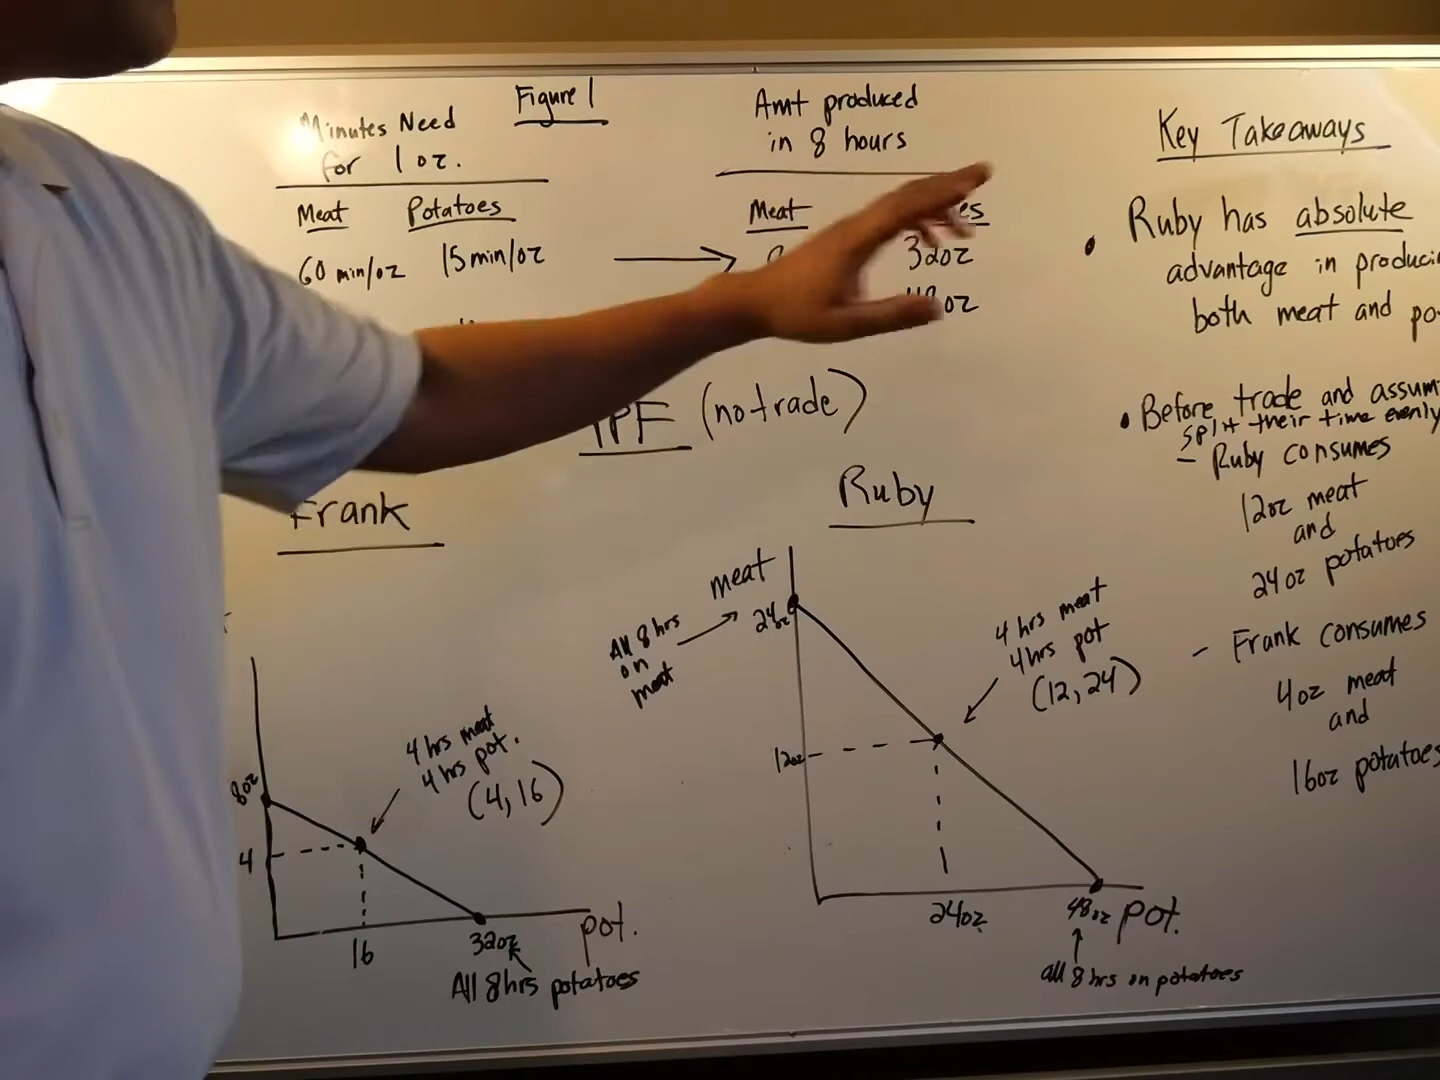 Figure 1
Minutes Need
for 1 oz.
Meat Potatoes
60 min/oz 15 min/oz
Amt produced
in 8 hours
Meat es
32oz
oz
PPF (no trade)
Frank
8oz
4
16
32oz
pot.
4 hrs meat
4 hrs pot.
(4, 16)
All 8hrs potatoes
Ruby
meat
All 8 hrs
on
meat
24oz
12oz
24oz
48oz
pot.
4 hrs meat
4 hrs pot
(12, 24)
all 8 hrs on potatoes
Key Takeaways
• Ruby has absolute
advantage in produci
both meat and po
• Before trade and assum
split their time evenly
- Ruby consumes
12oz meat
and
24oz potatoes
- Frank consumes
4oz meat
and
16oz potatoes